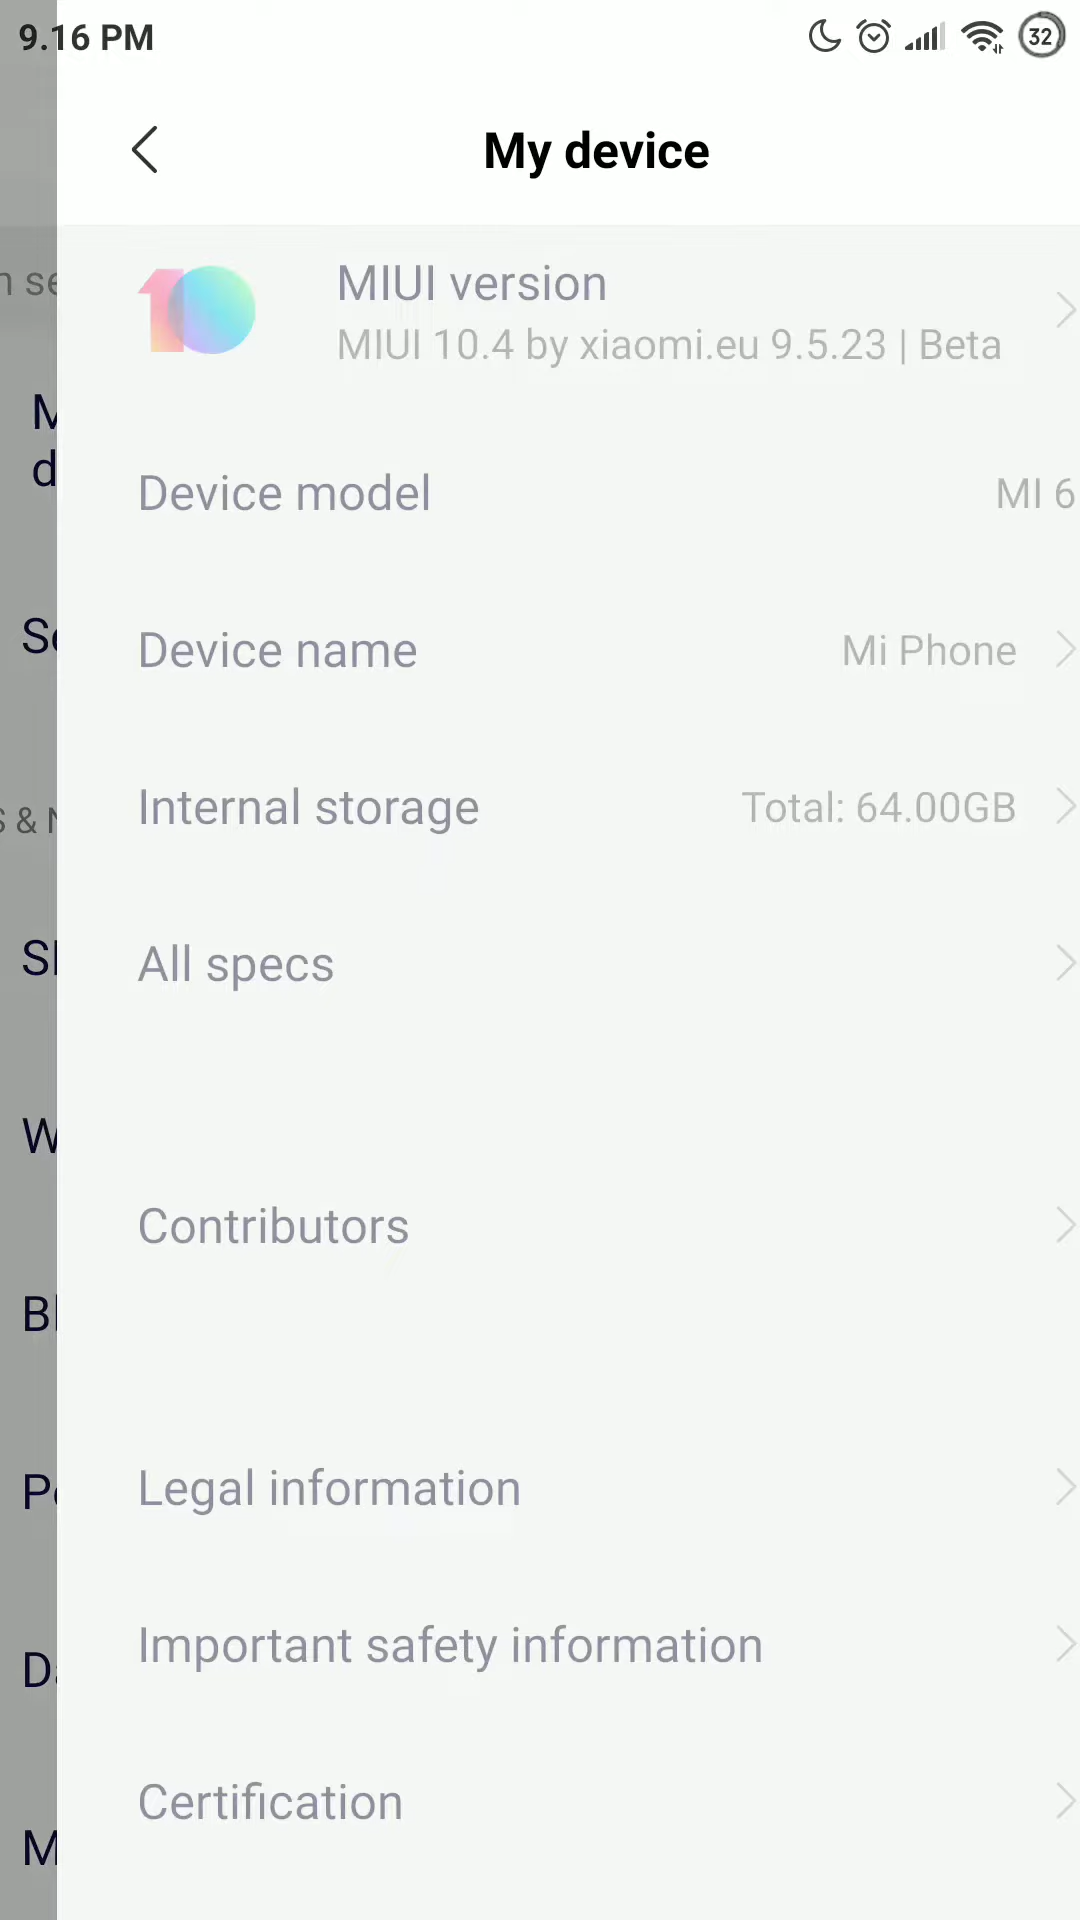 9.16 PM
32
My device
10
MIUI version
MIUI 10.4 by xiaomi.eu 9.5.23 | Beta
Device model
MI 6
Device name
Mi Phone
Internal storage
Total: 64.00GB
All specs
Contributors
Legal information
Important safety information
Certification